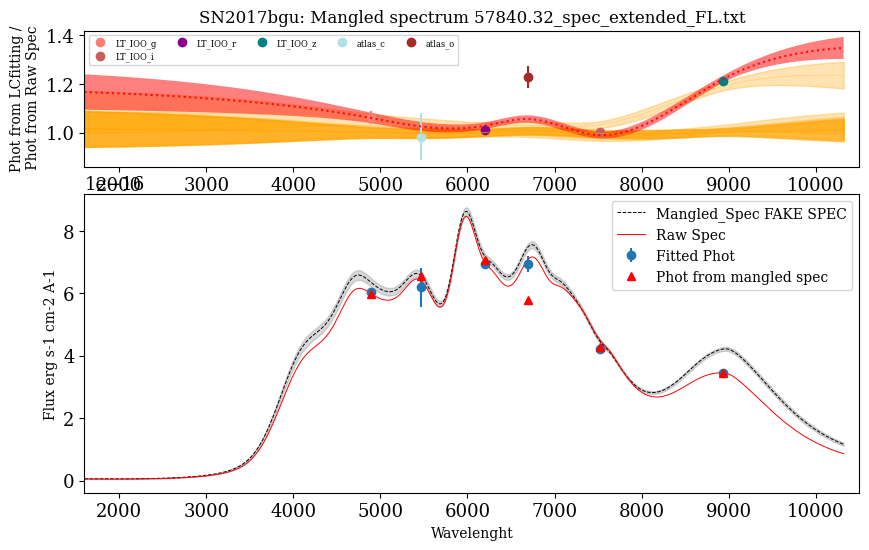 SN2017bgu: Mangled spectrum 57840.32_spec_extended_FL.txt
Phot from LCfitting /
Phot from Raw Spec
1.4
1.2
1.0
LT_IOO_g
LT_IOO_i
LT_IOO_r
LT_IOO_z
atlas_c
atlas_o
2000 3000 4000 5000 6000 7000 8000 9000 10000
1e−16
Flux erg s-1 cm-2 A-1
8
6
4
2
0
Mangled_Spec FAKE SPEC
Raw Spec
Fitted Phot
Phot from mangled spec
2000 3000 4000 5000 6000 7000 8000 9000 10000
Wavelenght